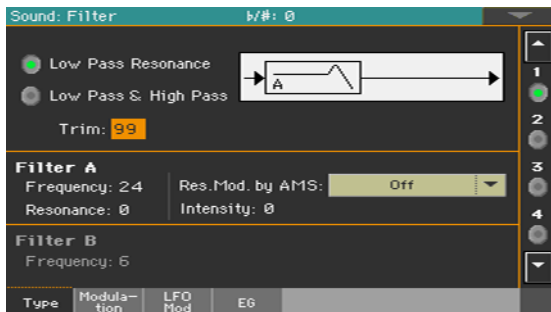 Sound: Filter ♭/#: 0
Low Pass Resonance
A
Low Pass & High Pass
Trim: 99
Filter A
Frequency: 24 Res.Mod. by AMS: Off
Resonance: 0 Intensity: 0
Filter B
Frequency: 6
1
2
3
4
Type Modula-tion LFO Mod EG